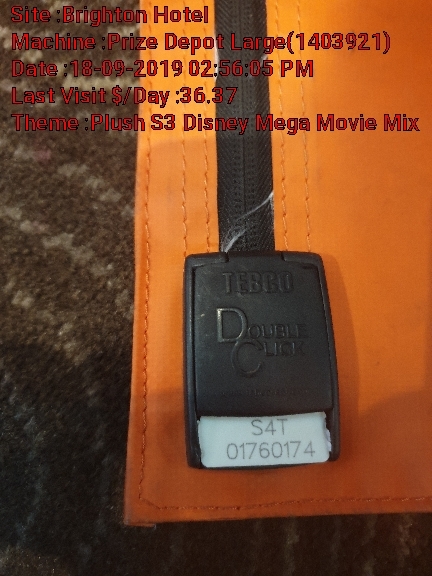 Site :Brighton Hotel
Machine :Prize Depot Large(1403921)
Date :18-09-2019 02:56:05 PM
Last Visit $/Day :36.37
Theme :Plush S3 Disney Mega Movie Mix
DOUBLE
CLICK
S4T
01760174